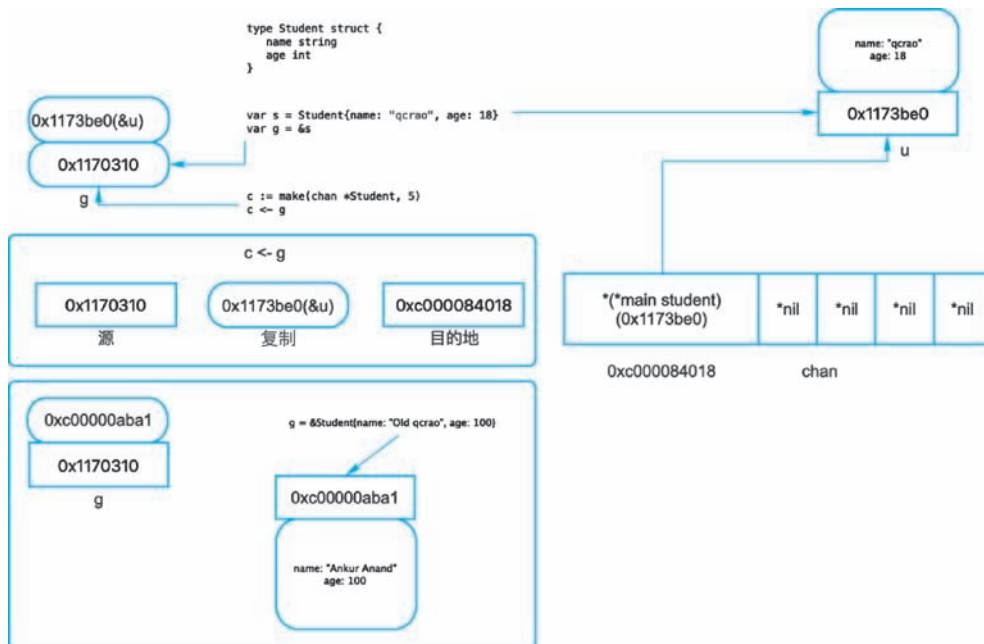 type Student struct {
name string
age int
}
name: "qcrao"
age: 18
0x1173be0(&u)
0x1170310
g
var s = Student{name: "qcrao", age: 18}
var g = &s
0x1173be0
u
c := make(chan *Student, 5)
c <- g
c <- g
0x1170310
源
0x1173be0(&u)
复制
0xc000084018
目的地
*(*main student)
(0x1173be0)
*nil
*nil
*nil
*nil
0xc000084018
chan
0xc00000aba1
0x1170310
g
g = &Student{name: "Old qcrao", age: 100}
0xc00000aba1
name: "Ankur Anand"
age: 100